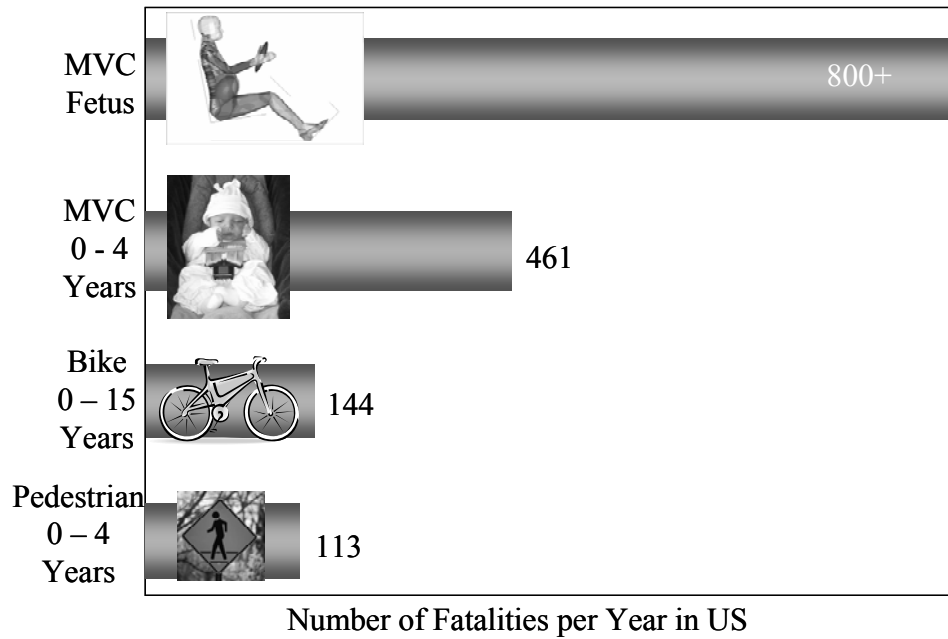 MVC
Fetus
800+
MVC
0 - 4
Years
461
Bike
0 – 15
Years
144
Pedestrian
0 – 4
Years
113
Number of Fatalities per Year in US